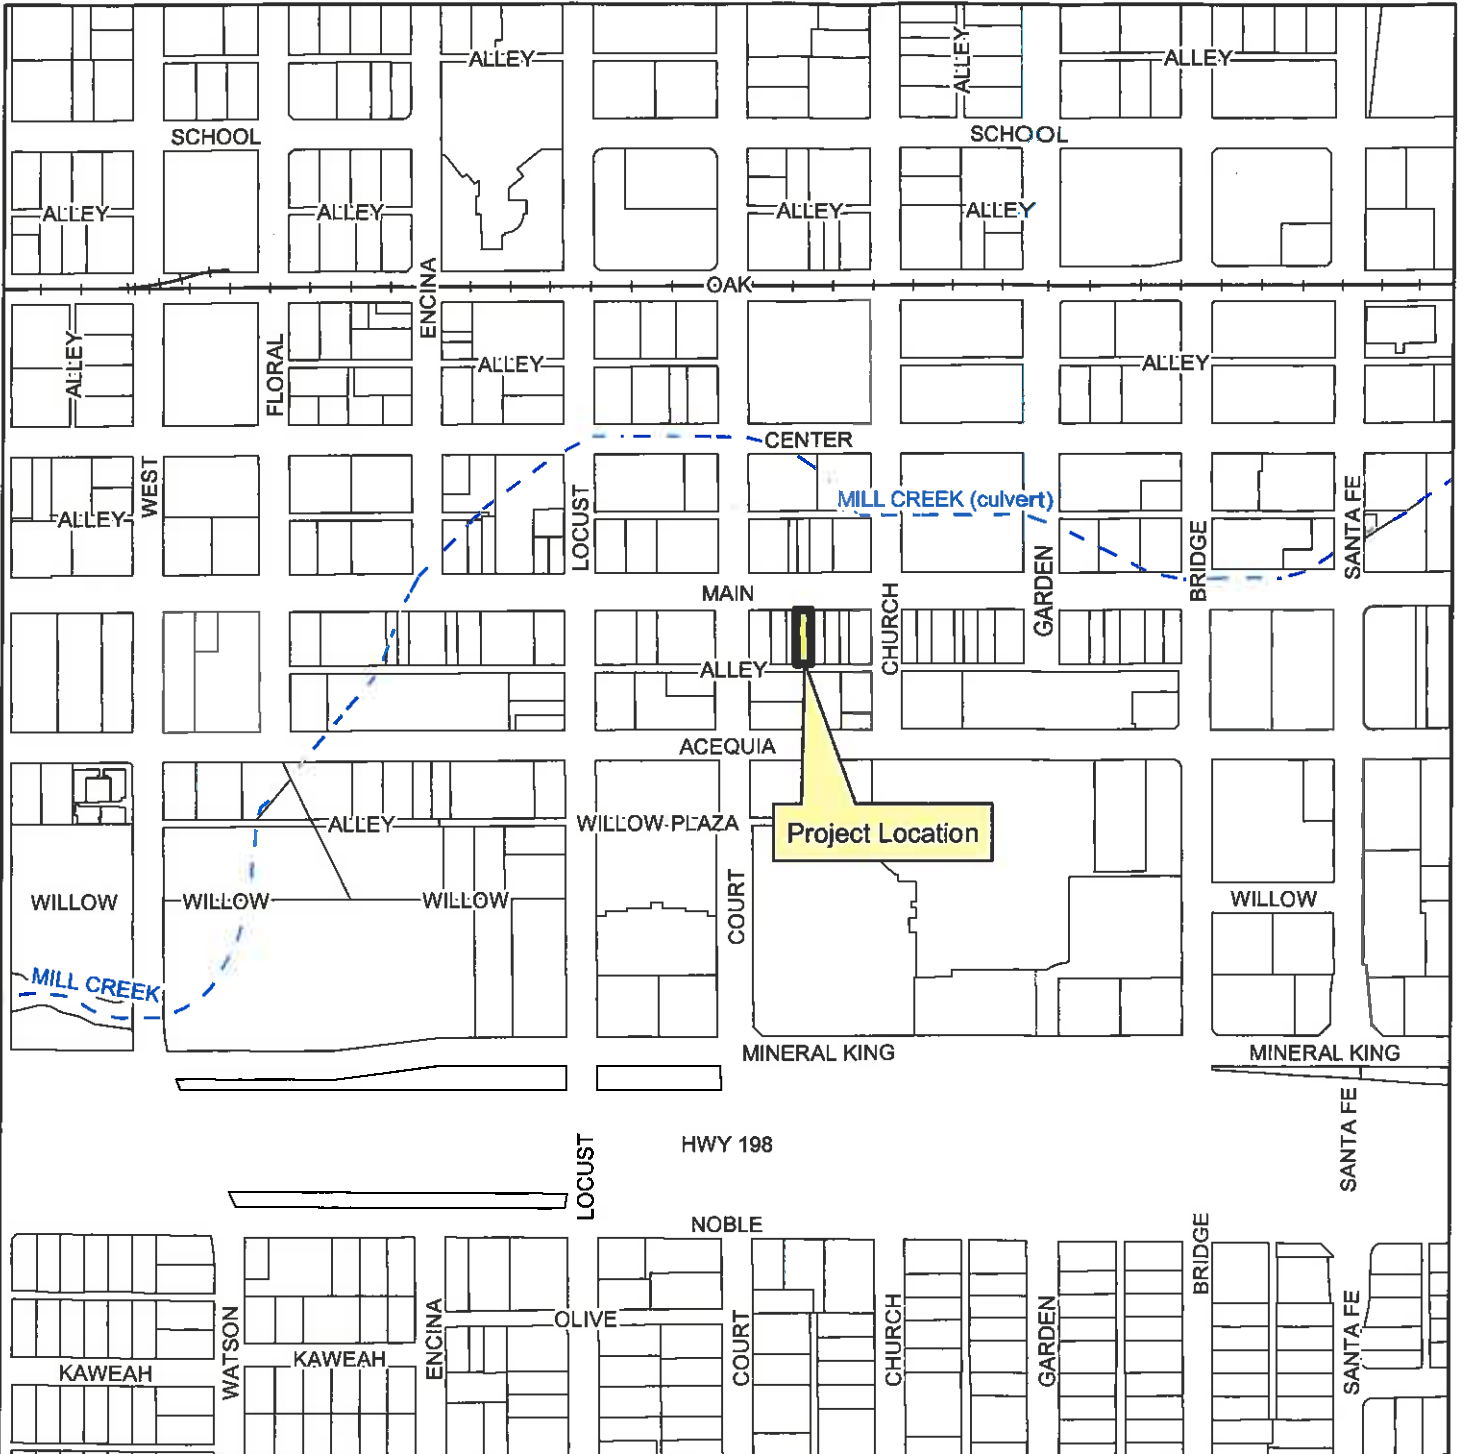 ALLEY
ALLEY
ALLEY
SCHOOL
SCHOOL
ALLEY
ALLEY
ALLEY
ALLEY
ENCINA
OAK
ALLEY
FLORAL
ALLEY
ALLEY
CENTER
WEST
LOCUST
MILL CREEK (culvert)
SANTA FE
ALLEY
GARDEN
BRIDGE
MAIN
CHURCH
ALLEY
ACEQUIA
ALLEY
WILLOW-PLAZA
Project Location
WILLOW
WILLOW
WILLOW
COURT
WILLOW
MILL CREEK
MINERAL KING
MINERAL KING
SANTA FE
HWY 198
LOCUST
NOBLE
BRIDGE
WATSON
ENCINA
OLIVE
COURT
CHURCH
GARDEN
SANTA FE
KAWEAH
KAWEAH